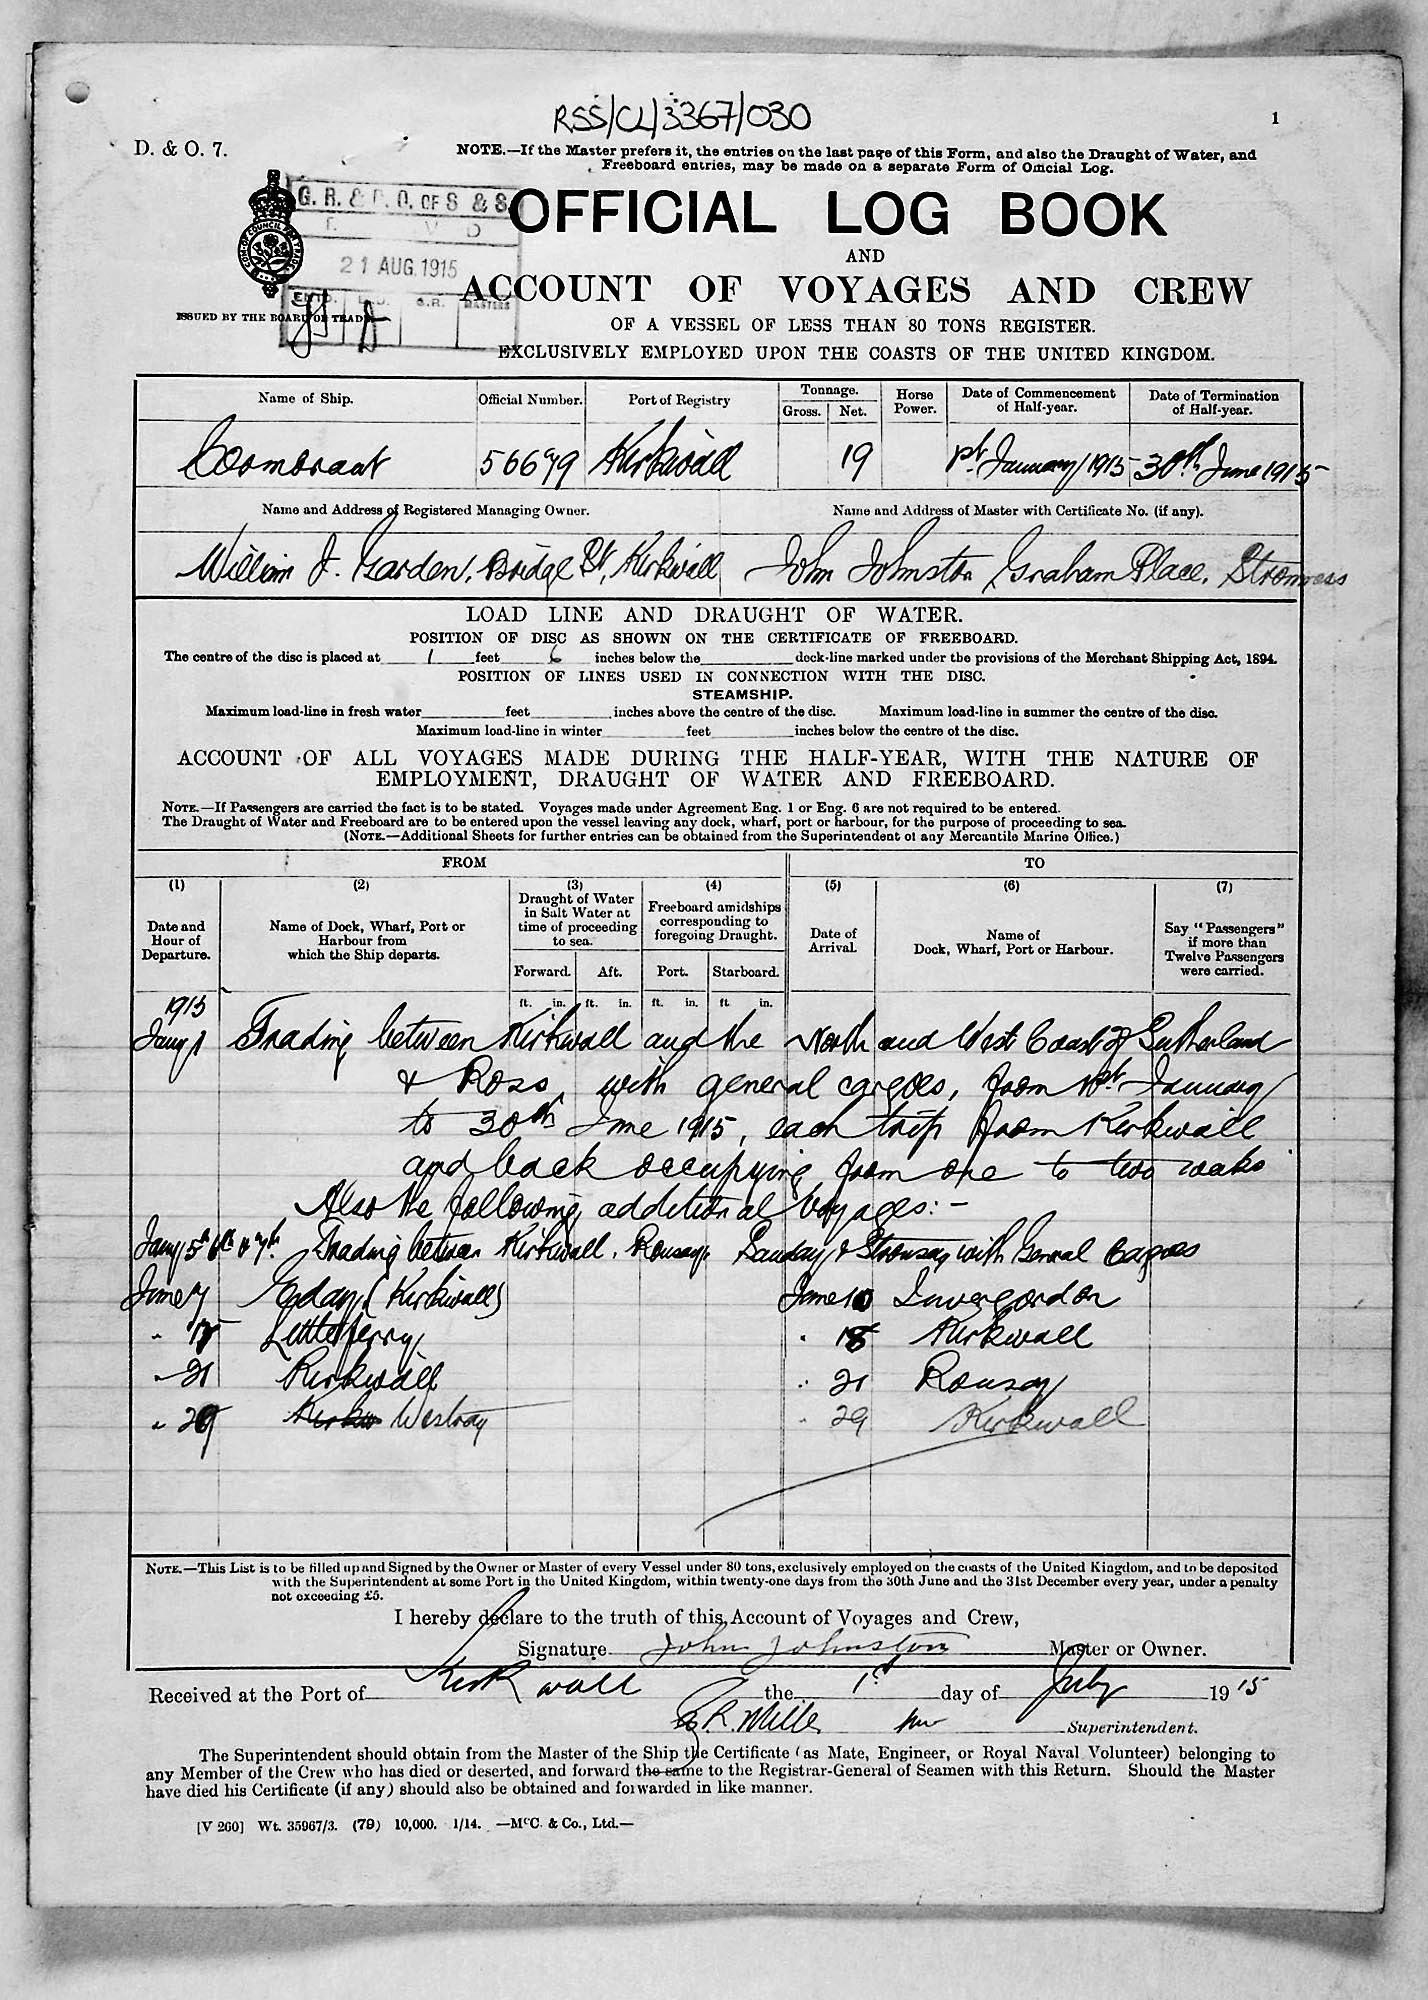 RSS/CL/3367/030
1
D. & O. 7.
NOTE.—If the Master prefers it, the entries on the last page of this Form, and also the Draught of Water, and
Freeboard entries, may be made on a separate Form of Official Log.
G. R. & P. O. OF S & S.
21 AUG. 1915
OFFICIAL LOG BOOK
AND
ACCOUNT OF VOYAGES AND CREW
ISSUED BY THE BOARD OF TRADE
OF A VESSEL OF LESS THAN 80 TONS REGISTER.
EXCLUSIVELY EMPLOYED UPON THE COASTS OF THE UNITED KINGDOM.
Name of Ship. Official Number. Port of Registry Tonnage. Gross. Net. Horse Power. Date of Commencement of Half-year. Date of Termination of Half-year.
56679 Kirkwall 19 1st January 1915 30th June 1915
Name and Address of Registered Managing Owner. Name and Address of Master with Certificate No. (if any).
William J. Garden, Bridge St, Kirkwall John Johnston Graham Place, Stromness
LOAD LINE AND DRAUGHT OF WATER.
POSITION OF DISC AS SHOWN ON THE CERTIFICATE OF FREEBOARD.
The centre of the disc is placed at 1 feet 6 inches below the deck-line marked under the provisions of the Merchant Shipping Act, 1894.
POSITION OF LINES USED IN CONNECTION WITH THE DISC.
STEAMSHIP.
Maximum load-line in fresh water feet inches above the centre of the disc. Maximum load-line in summer the centre of the disc.
Maximum load-line in winter feet inches below the centre of the disc.
ACCOUNT OF ALL VOYAGES MADE DURING THE HALF-YEAR, WITH THE NATURE OF
EMPLOYMENT, DRAUGHT OF WATER AND FREEBOARD.
NOTE.—If Passengers are carried the fact is to be stated. Voyages made under Agreement Eng. 1 or Eng. 6 are not required to be entered.
The Draught of Water and Freeboard are to be entered upon the vessel leaving any dock, wharf, port or harbour, for the purpose of proceeding to sea.
(NOTE.—Additional Sheets for further entries can be obtained from the Superintendent of any Mercantile Marine Office.)
FROM TO
(1) (2) (3) (4) (5) (6) (7)
Date and Hour of Departure. Name of Dock, Wharf, Port or Harbour from which the Ship departs. Draught of Water in Salt Water at time of proceeding to sea. Freeboard amidships corresponding to foregoing Draught. Date of Arrival. Name of Dock, Wharf, Port or Harbour. Say "Passengers" if more than Twelve Passengers were carried.
Forward. Aft. Port. Starboard.
ft. in. ft. in. ft. in. ft. in.
1915
Jany 1 Trading between Kirkwall and the North and West Coast of Sutherland
& Ross, with general cargoes, from 1st January
to 30th June 1915, each trip from Kirkwall
and back occupying from one to two weeks
Also the following additional voyages:-
Jany 5th 6th & 7th Trading between Kirkwall, Rousay, Sanday & Stronsay with General Cargoes
June 7 Eday (Kirkwall) June 10 Invergordon
" Littleferry " 18 Kirkwall
" 21 Kirkwall " 21 Rousay
" 29 Westray " 29 Kirkwall
NOTE.—This List is to be filled up and Signed by the Owner or Master of every Vessel under 80 tons, exclusively employed on the coasts of the United Kingdom, and to be deposited
with the Superintendent at some Port in the United Kingdom, within twenty-one days from the 30th June and the 31st December every year, under a penalty
not exceeding £5.
I hereby declare to the truth of this Account of Voyages and Crew,
Signature John Johnston Master or Owner.
Received at the Port of Kirkwall the 1st day of July 1915
Superintendent.
The Superintendent should obtain from the Master of the Ship the Certificate (as Mate, Engineer, or Royal Naval Volunteer) belonging to
any Member of the Crew who has died or deserted, and forward the same to the Registrar-General of Seamen with this Return. Should the Master
have died his Certificate (if any) should also be obtained and forwarded in like manner.
[V 260] Wt. 35967/3. (79) 10,000. 1/14. —McC. & Co., Ltd.—